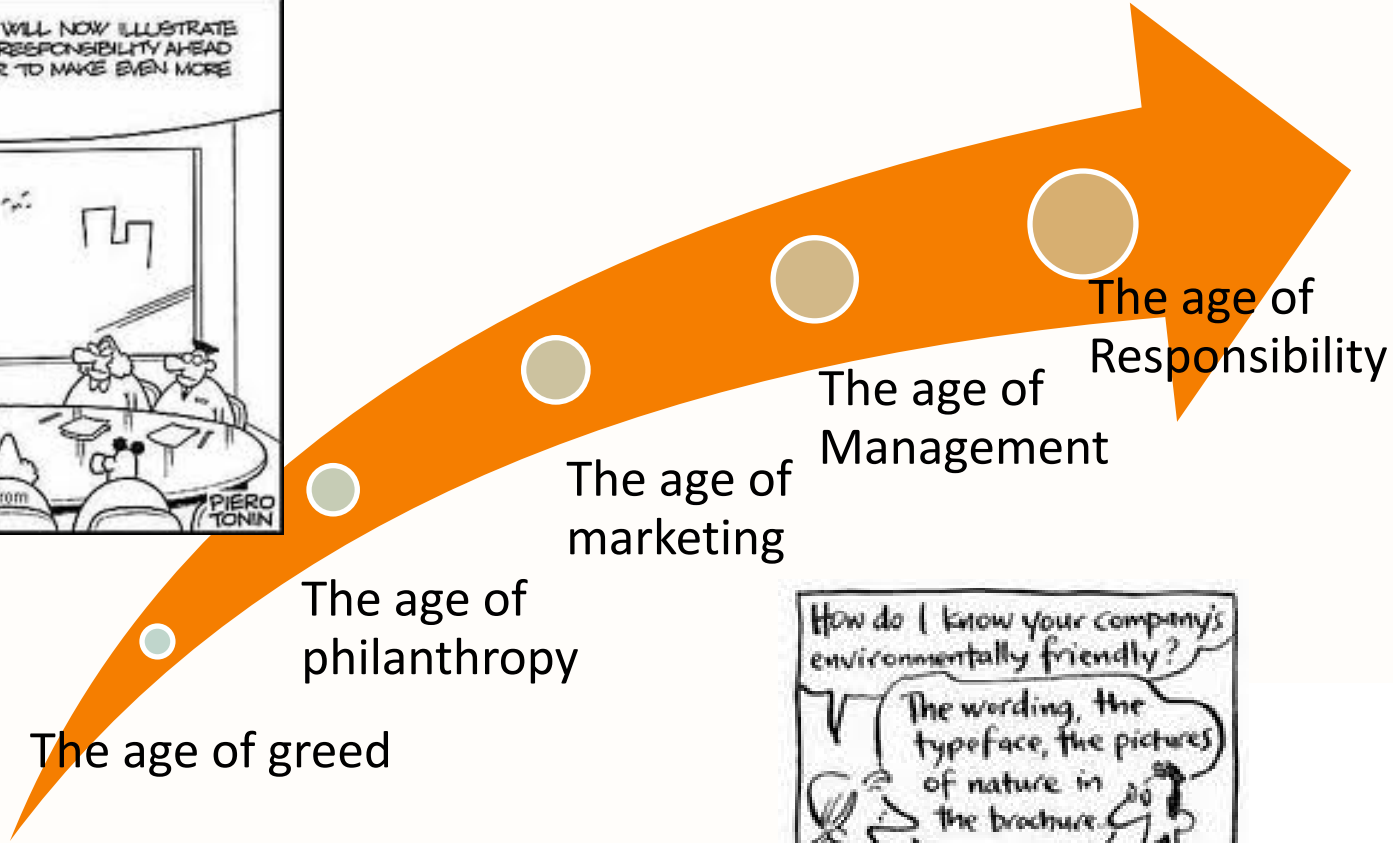 WILL NOW ILLUSTRATE
RESPONSIBILITY AHEAD
TO MAKE EVEN MORE
rom
PIERO
TONIN
The age of
Responsibility
The age of
Management
The age of
marketing
The age of
philanthropy
The age of greed
How do I know your company's
environmentally friendly?
The wording, the
typeface, the pictures
of nature in
the brochure.